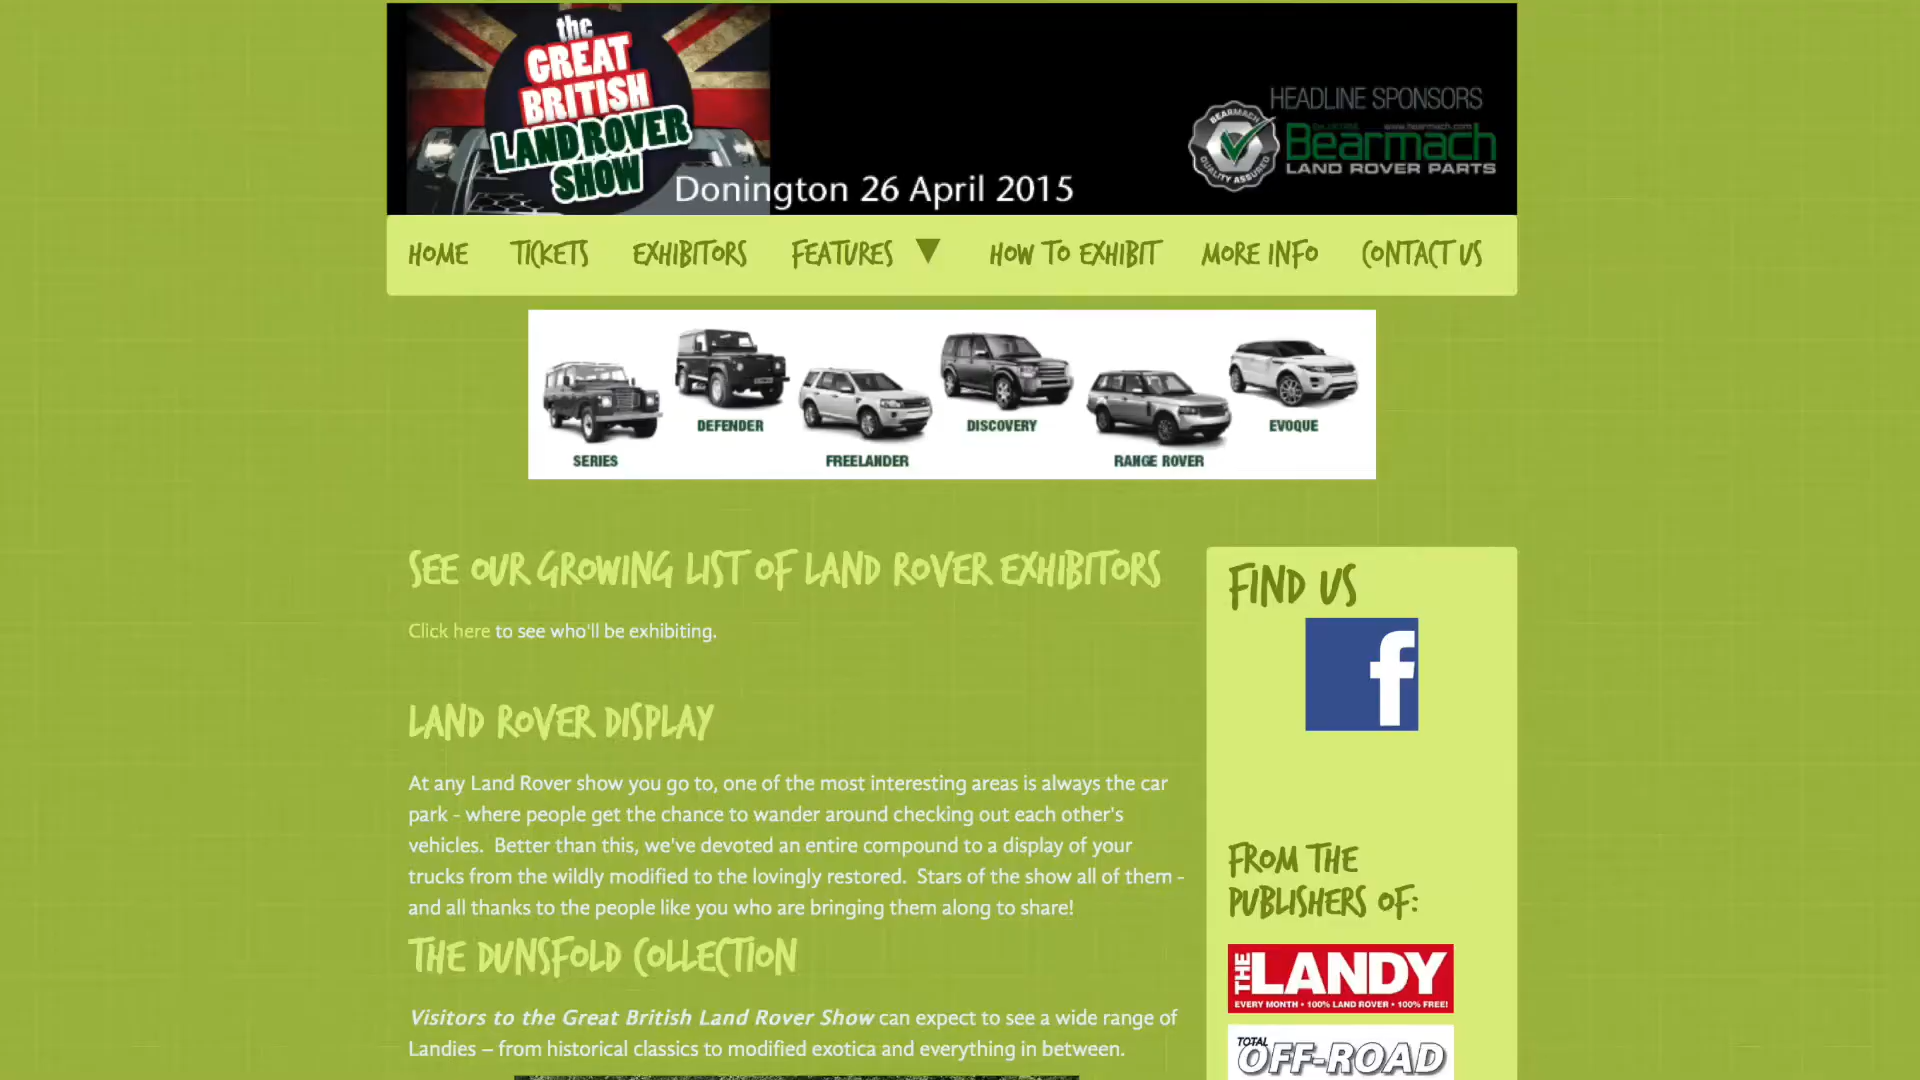 the
GREAT
BRITISH
LAND ROVER
SHOW
Donington 26 April 2015
HEADLINE SPONSORS
BEARMACH
QUALITY ASSURED
www.bearmach.com
Bearmach
LAND ROVER PARTS
HOME TICKETS EXHIBITORS FEATURES ▼ HOW TO EXHIBIT MORE INFO CONTACT US
SERIES
DEFENDER
FREELANDER
DISCOVERY
RANGE ROVER
EVOQUE
SEE OUR GROWING LIST OF LAND ROVER EXHIBITORS
Click here to see who'll be exhibiting.
LAND ROVER DISPLAY
At any Land Rover show you go to, one of the most interesting areas is always the car
park - where people get the chance to wander around checking out each other's
vehicles.  Better than this, we've devoted an entire compound to a display of your
trucks from the wildly modified to the lovingly restored.  Stars of the show all of them -
and all thanks to the people like you who are bringing them along to share!
THE DUNSFOLD COLLECTION
Visitors to the Great British Land Rover Show can expect to see a wide range of
Landies – from historical classics to modified exotica and everything in between.
FIND US
f
FROM THE
PUBLISHERS OF:
THE LANDY
EVERY MONTH • 100% LAND ROVER • 100% FREE!
TOTAL
OFF-ROAD